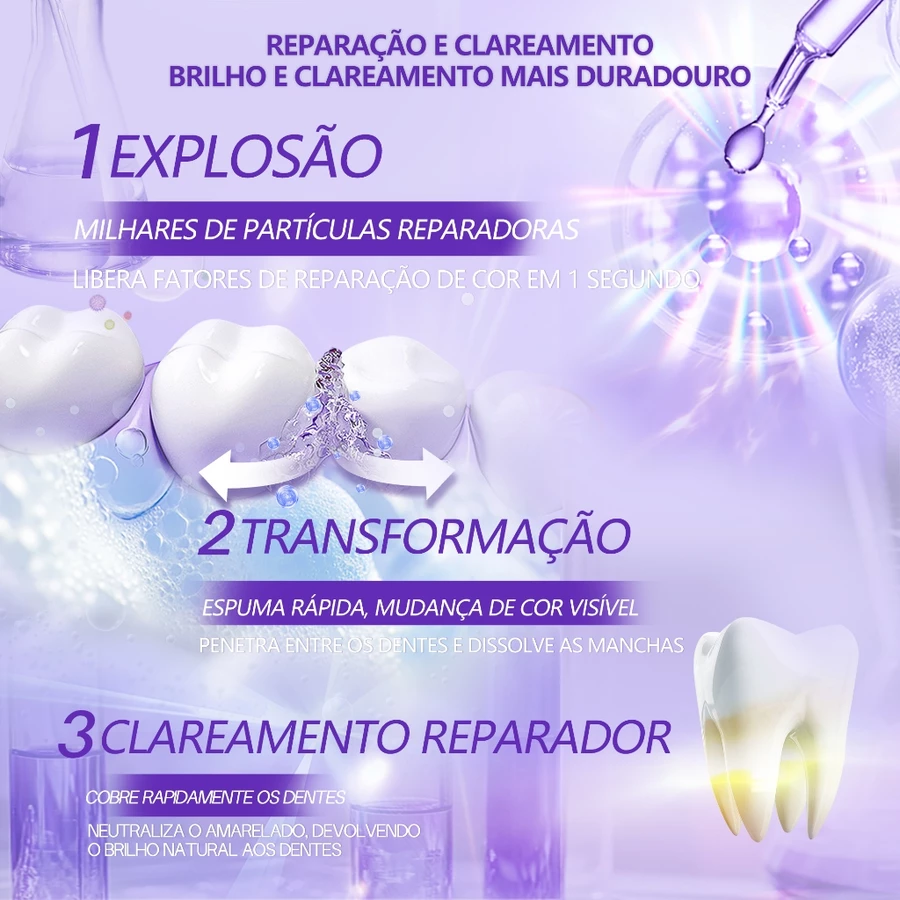 REPARAÇÃO E CLAREAMENTO
BRILHO E CLAREAMENTO MAIS DURADOURO
1 EXPLOSÃO
MILHARES DE PARTÍCULAS REPARADORAS
LIBERA FATORES DE REPARAÇÃO DE COR EM 1 SEGUNDO
2 TRANSFORMAÇÃO
ESPUMA RÁPIDA, MUDANÇA DE COR VISÍVEL
PENETRA ENTRE OS DENTES E DISSOLVE AS MANCHAS
3 CLAREAMENTO REPARADOR
COBRE RAPIDAMENTE OS DENTES
NEUTRALIZA O AMARELADO, DEVOLVENDO
O BRILHO NATURAL AOS DENTES